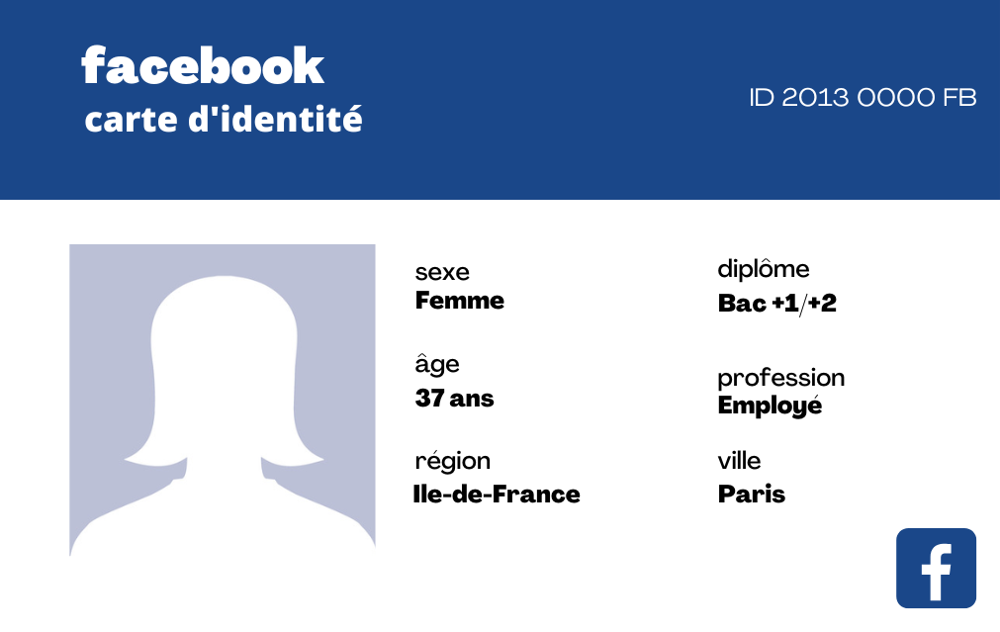 facebook
carte d'identité
ID 2013 0000 FB
sexe
Femme
diplôme
Bac +1/+2
âge
37 ans
profession
Employé
région
Ile-de-France
ville
Paris
f